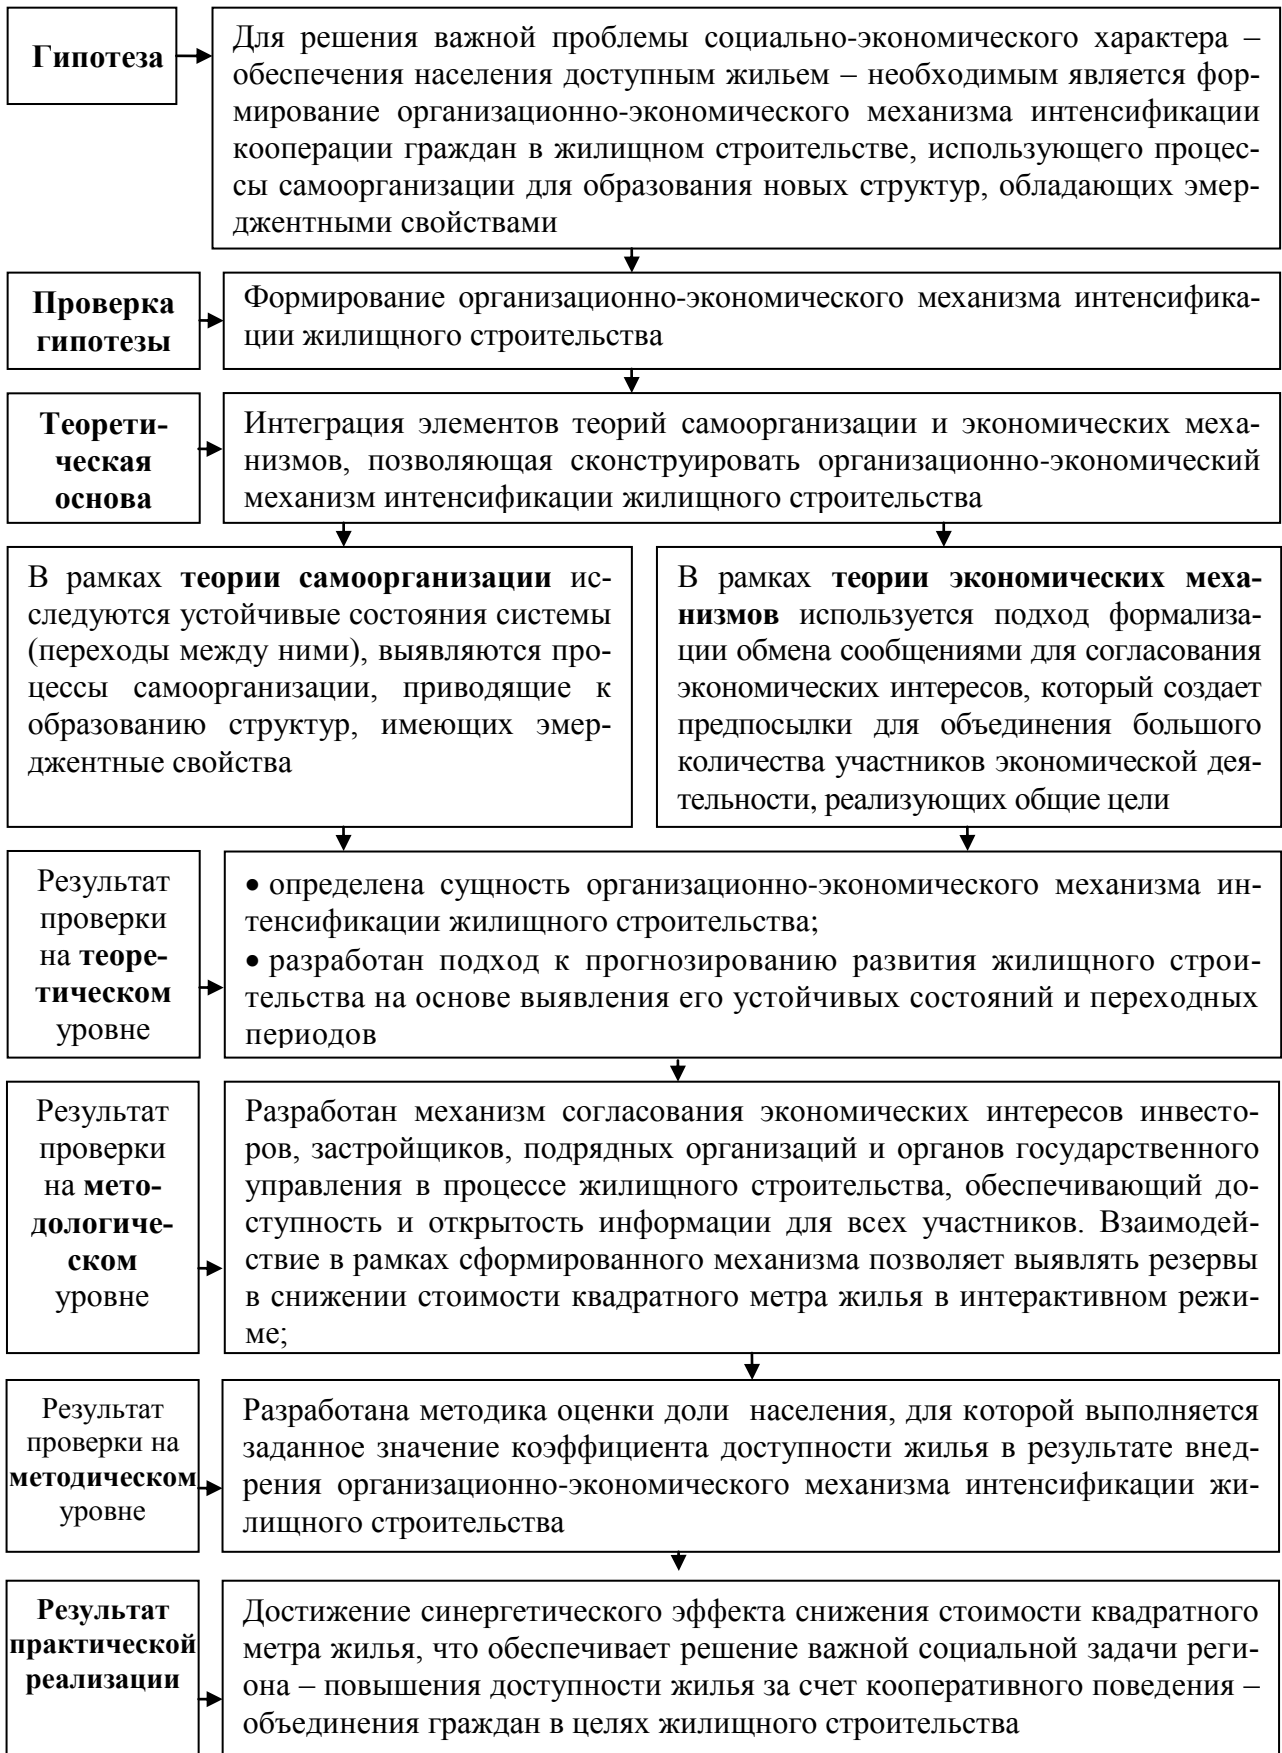 Гипотеза
Для решения важной проблемы социально-экономического характера –
обеспечения населения доступным жильем – необходимым является фор-
мирование организационно-экономического механизма интенсификации
кооперации граждан в жилищном строительстве, использующего процес-
сы самоорганизации для образования новых структур, обладающих эмер-
джентными свойствами
Проверка
гипотезы
Формирование организационно-экономического механизма интенсифика-
ции жилищного строительства
Теорети-
ческая
основа
Интеграция элементов теорий самоорганизации и экономических меха-
низмов, позволяющая сконструировать организационно-экономический
механизм интенсификации жилищного строительства
В рамках теории самоорганизации ис-
следуются устойчивые состояния системы
(переходы между ними), выявляются про-
цессы самоорганизации, приводящие к
образованию структур, имеющих эмер-
джентные свойства
В рамках теории экономических меха-
низмов используется подход формализа-
ции обмена сообщениями для согласования
экономических интересов, который создает
предпосылки для объединения большого
количества участников экономической дея-
тельности, реализующих общие цели
Результат
проверки
на теоре-
тическом
уровне
• определена сущность организационно-экономического механизма ин-
тенсификации жилищного строительства;
• разработан подход к прогнозированию развития жилищного строи-
тельства на основе выявления его устойчивых состояний и переходных
периодов
Результат
проверки
на мето-
дологиче-
ском
уровне
Разработан механизм согласования экономических интересов инвесто-
ров, застройщиков, подрядных организаций и органов государственного
управления в процессе жилищного строительства, обеспечивающий до-
ступность и открытость информации для всех участников. Взаимодей-
ствие в рамках сформированного механизма позволяет выявлять резервы
в снижении стоимости квадратного метра жилья в интерактивном режи-
ме;
Результат
проверки на
методическом
уровне
Разработана методика оценки доли населения, для которой выполняется
заданное значение коэффициента доступности жилья в результате внед-
рения организационно-экономического механизма интенсификации жи-
лищного строительства
Результат
практической
реализации
Достижение синергетического эффекта снижения стоимости квадратного
метра жилья, что обеспечивает решение важной социальной задачи реги-
она – повышения доступности жилья за счет кооперативного поведения –
объединения граждан в целях жилищного строительства